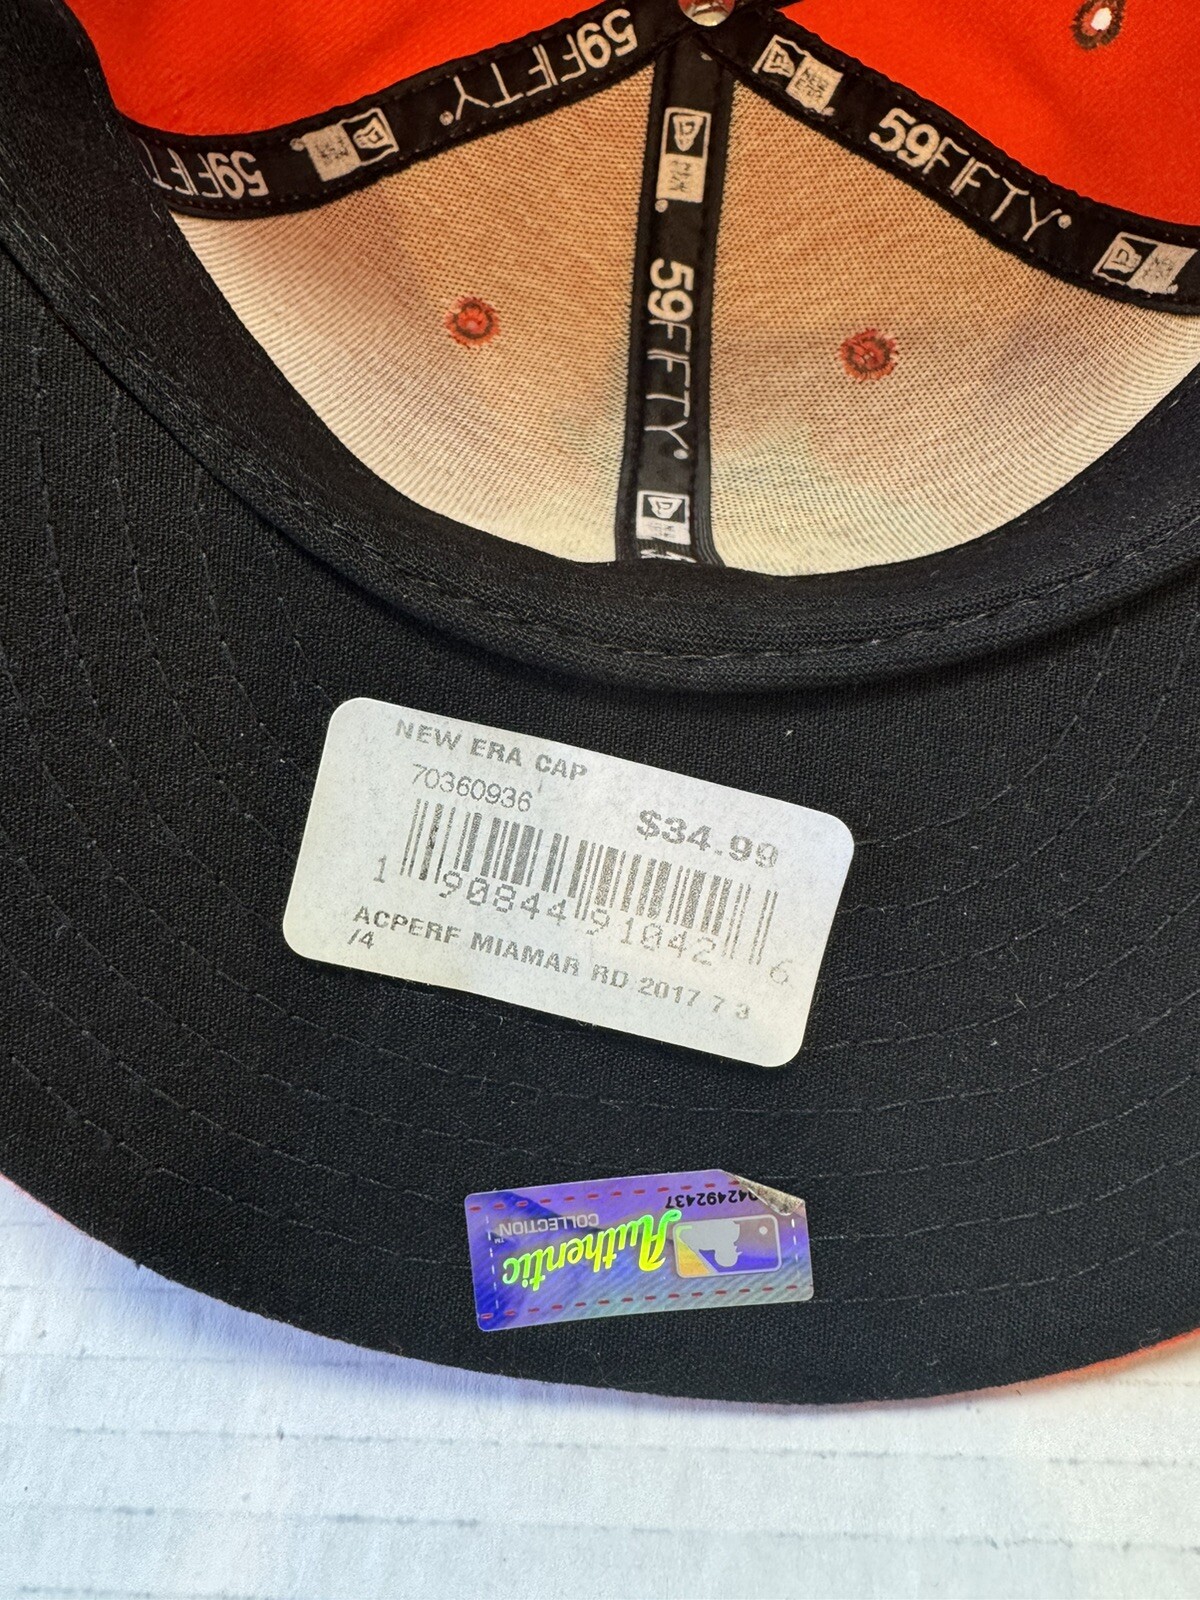 59FIFTY
59FIFTY
59FIFTY
59FIFTY
NEW ERA CAP
70360936
$34.99
1 90844 91842 6
ACPERF MIAMAR RD 2017 7 3
/4
Authentic
COLLECTION™